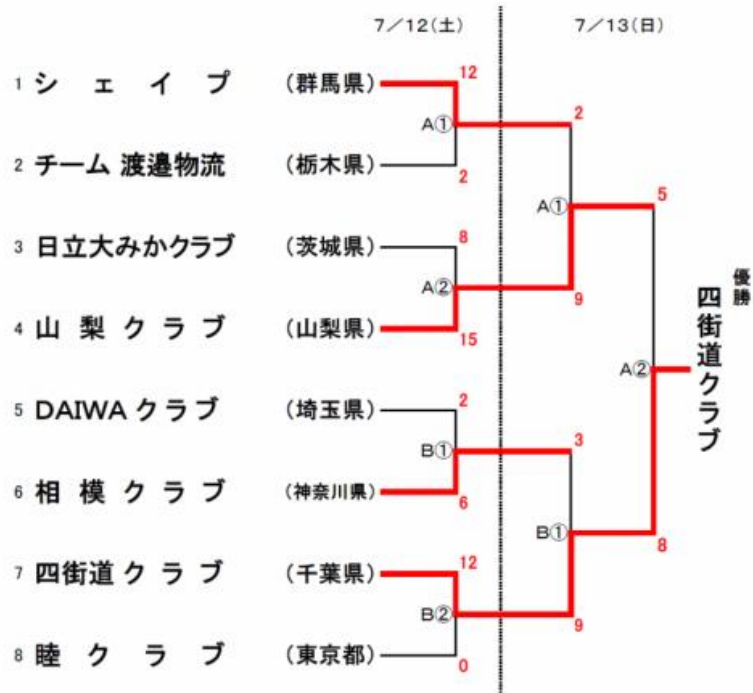 7/12(土) 7/13(日)
1 シェイプ (群馬県) 12
A① 2
2 チーム 渡邉物流 (栃木県) 2
A① 5
3 日立大みかクラブ (茨城県) 8
A② 9
4 山梨クラブ (山梨県) 15
優勝
四街道クラブ
A②
5 DAIWAクラブ (埼玉県) 2
B① 3
6 相模クラブ (神奈川県) 6
B① 8
7 四街道クラブ (千葉県) 12
B② 9
8 睦クラブ (東京都) 0